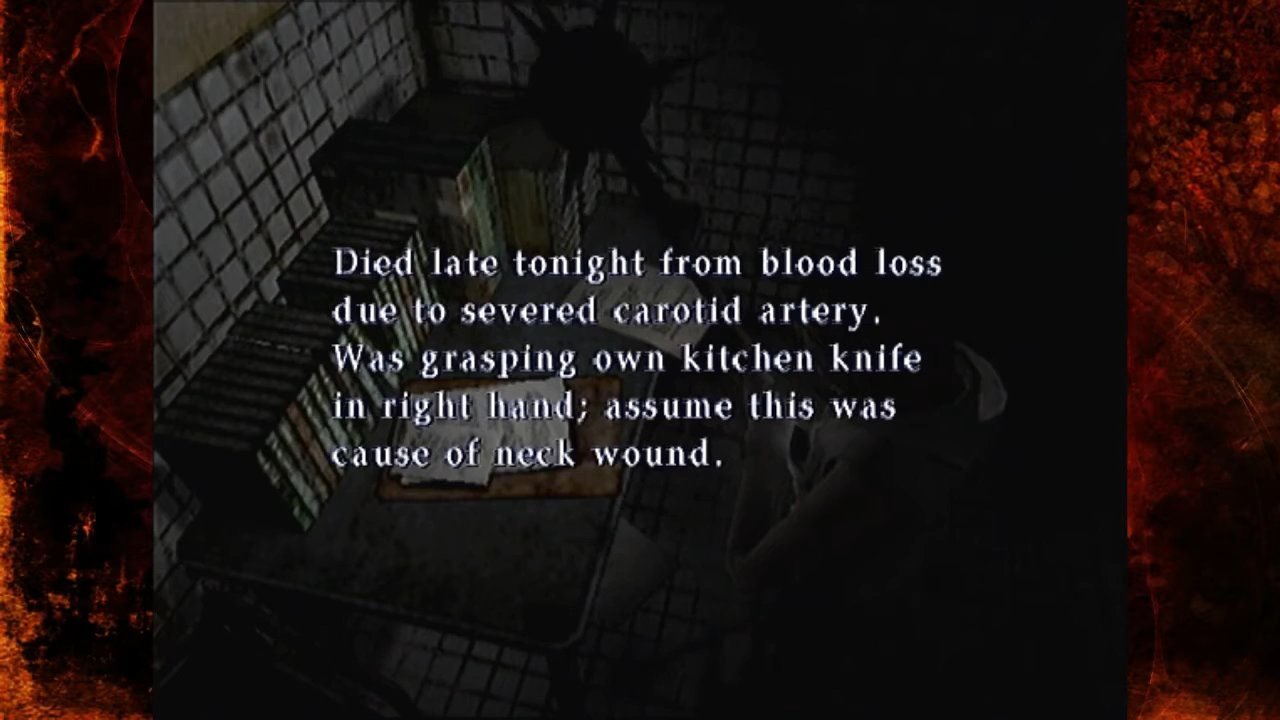 Died late tonight from blood loss
due to severed carotid artery.
Was grasping own kitchen knife
in right hand; assume this was
cause of neck wound.